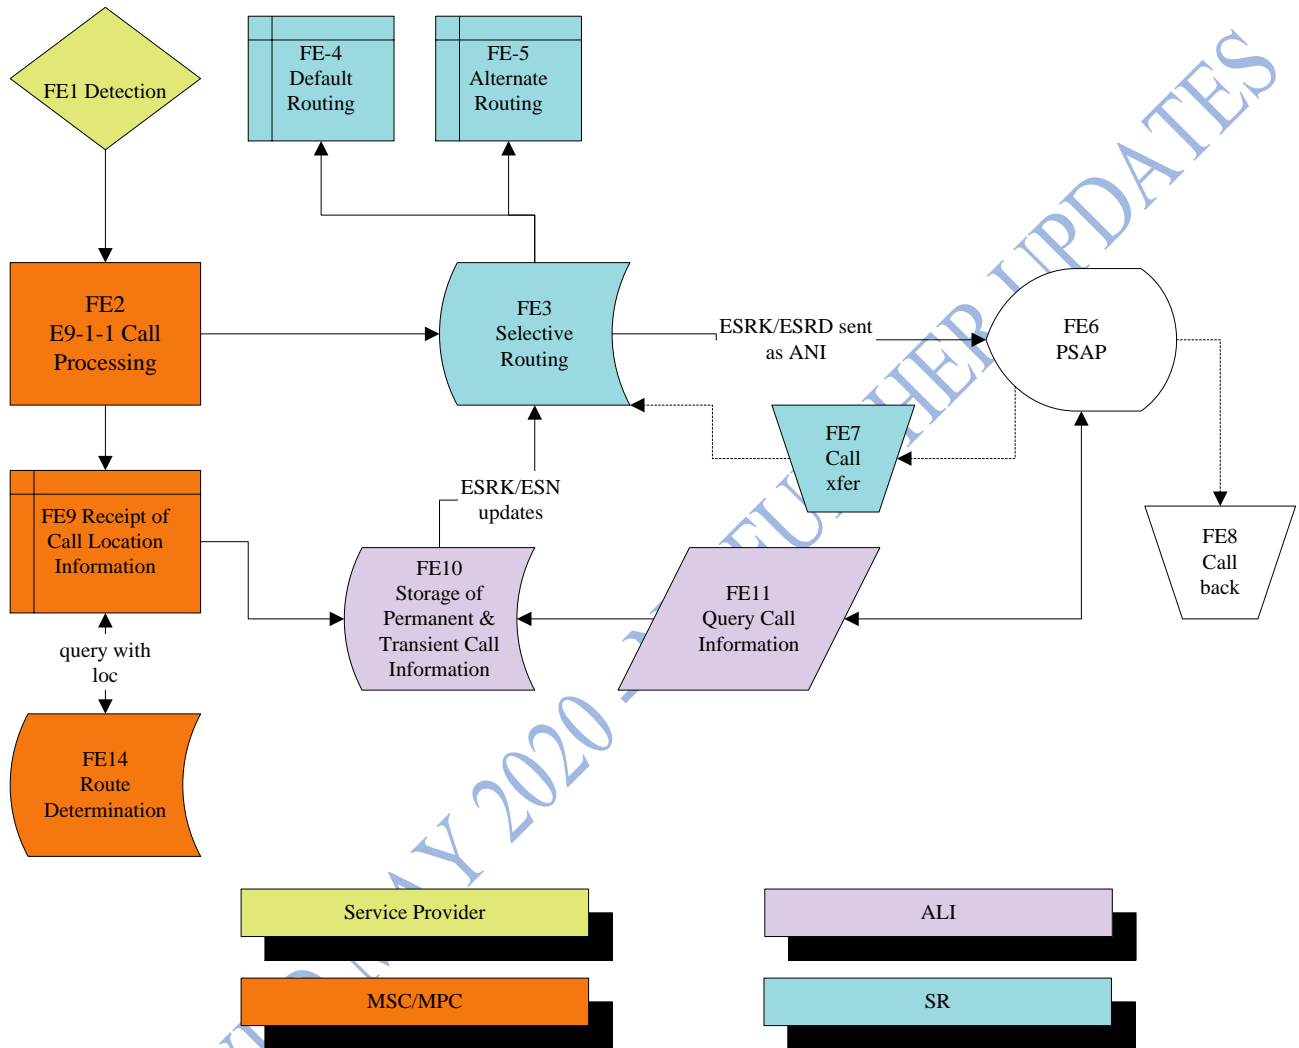 FE1 Detection
FE-4
Default
Routing
FE-5
Alternate
Routing
FE2
E9-1-1 Call
Processing
FE3
Selective
Routing
ESRK/ESRD sent
as ANI
FE6
PSAP
FE7
Call
xfer
FE8
Call
back
FE9 Receipt of
Call Location
Information
ESRK/ESN
updates
FE10
Storage of
Permanent &
Transient Call
Information
FE11
Query Call
Information
query with
loc
FE14
Route
Determination
Service Provider
ALI
MSC/MPC
SR
MAY 2020 - UPDATES